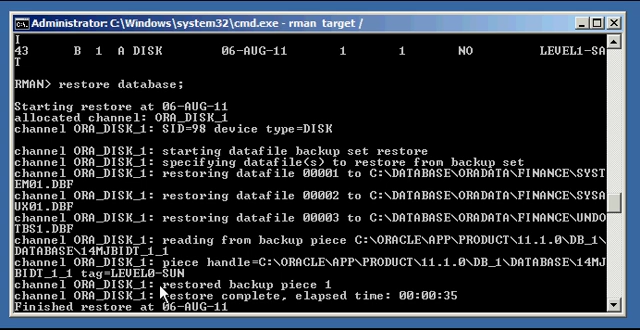 Administrator: C:\Windows\system32\cmd.exe - rman target /
I
43 B 1 A DISK 06-AUG-11 1 1 NO LEVEL1-SA
T
RMAN> restore database;
Starting restore at 06-AUG-11
allocated channel: ORA_DISK_1
channel ORA_DISK_1: SID=98 device type=DISK
channel ORA_DISK_1: starting datafile backup set restore
channel ORA_DISK_1: specifying datafile(s) to restore from backup set
channel ORA_DISK_1: restoring datafile 00001 to C:\DATABASE\ORADATA\FINANCE\SYST
EM01.DBF
channel ORA_DISK_1: restoring datafile 00002 to C:\DATABASE\ORADATA\FINANCE\SYSA
UX01.DBF
channel ORA_DISK_1: restoring datafile 00003 to C:\DATABASE\ORADATA\FINANCE\UNDO
TBS1.DBF
channel ORA_DISK_1: reading from backup piece C:\ORACLE\APP\PRODUCT\11.1.0\DB_1\
DATABASE\14MJBIDT_1_1
channel ORA_DISK_1: piece handle=C:\ORACLE\APP\PRODUCT\11.1.0\DB_1\DATABASE\14MJ
BIDT_1_1 tag=LEVEL0-SUN
channel ORA_DISK_1: restored backup piece 1
channel ORA_DISK_1: restore complete, elapsed time: 00:00:35
Finished restore at 06-AUG-11